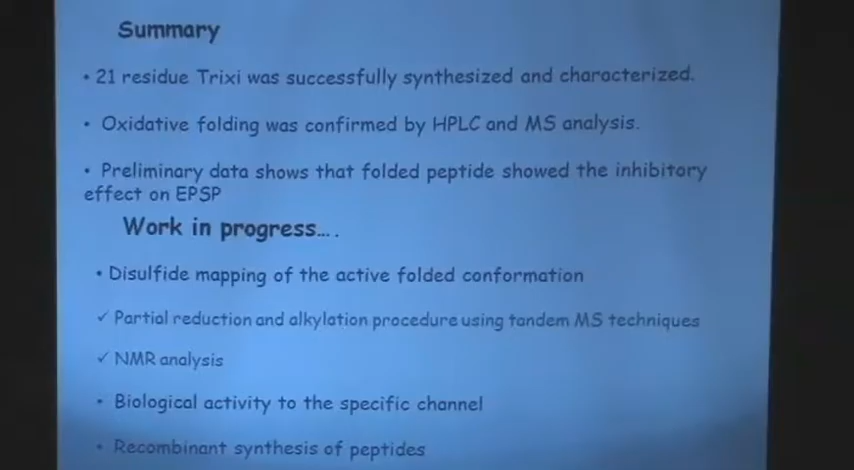 Summary
• 21 residue Trixi was successfully synthesized and characterized.
• Oxidative folding was confirmed by HPLC and MS analysis.
• Preliminary data shows that folded peptide showed the inhibitory
effect on EPSP
Work in progress....
• Disulfide mapping of the active folded conformation
✓ Partial reduction and alkylation procedure using tandem MS techniques
✓ NMR analysis
• Biological activity to the specific channel
• Recombinant synthesis of peptides